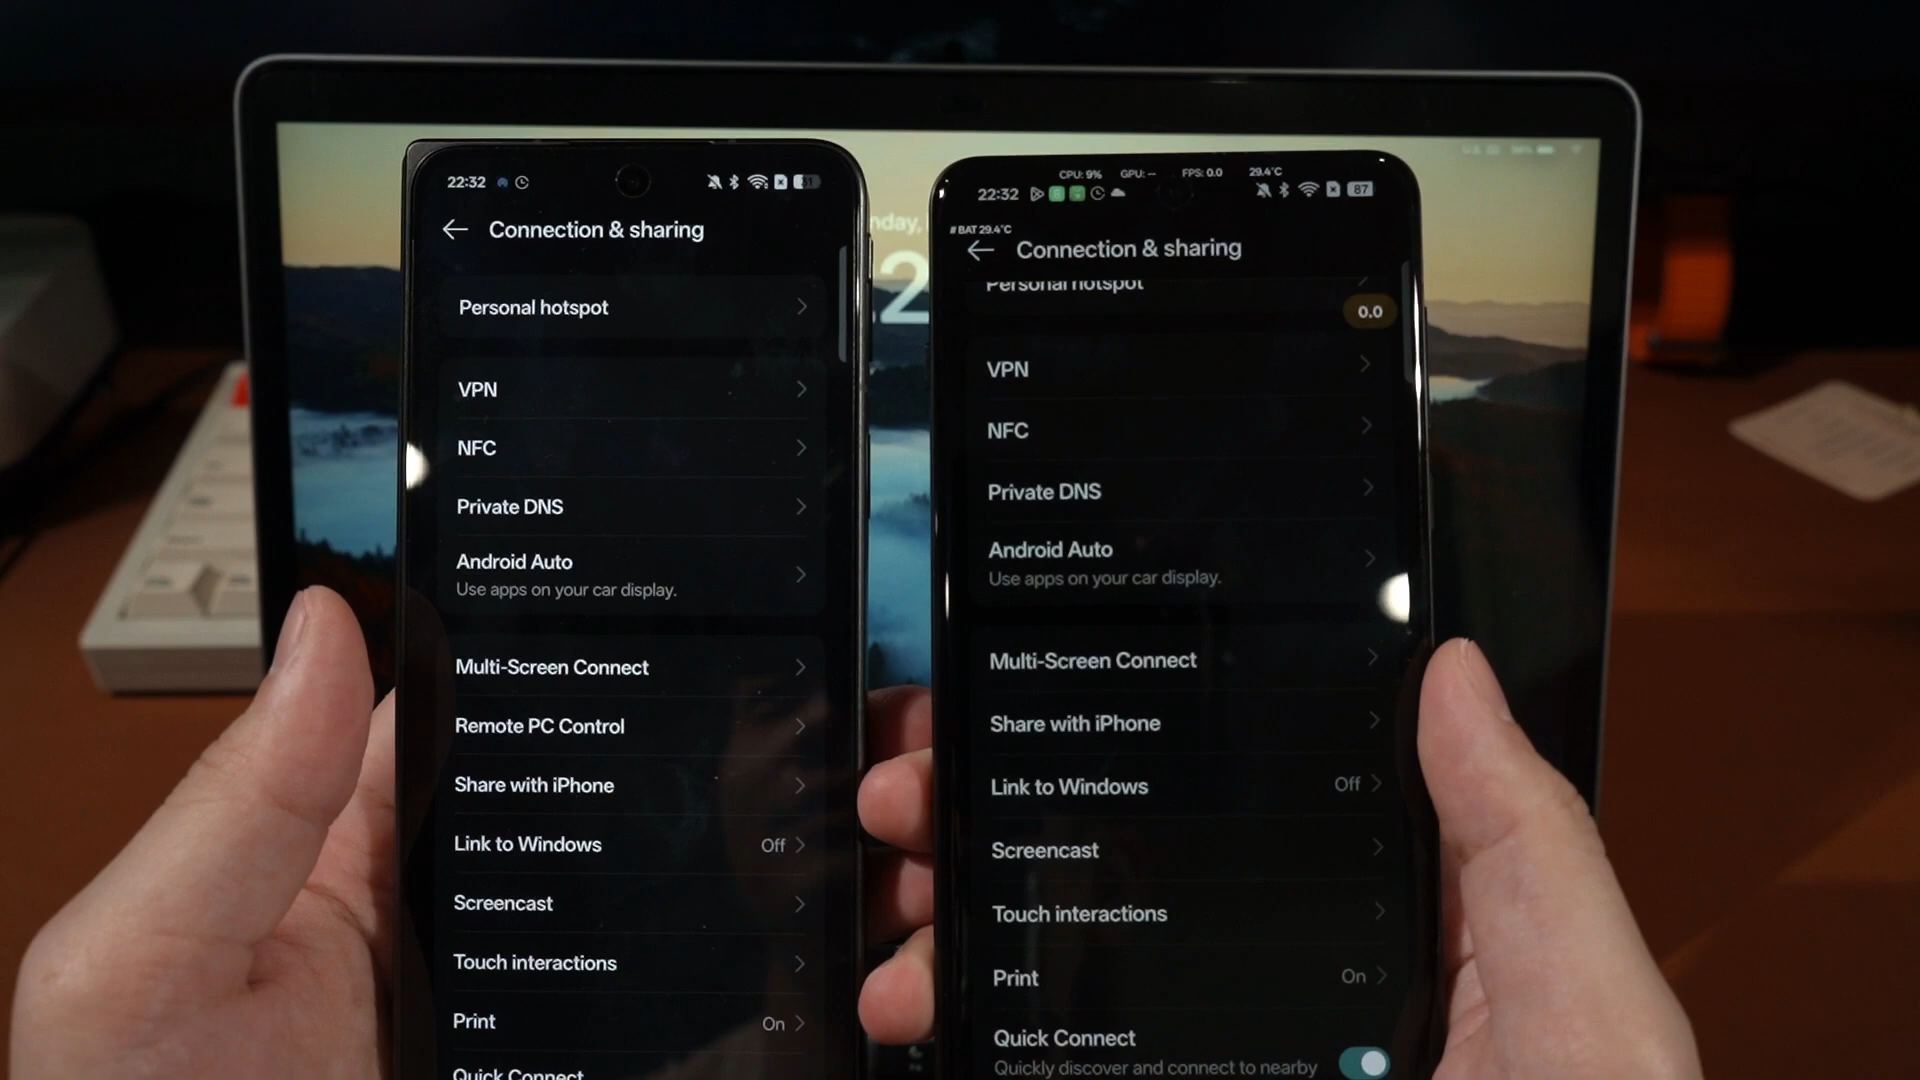 22:32
Connection & sharing
Personal hotspot
VPN
NFC
Private DNS
Android Auto
Use apps on your car display.
Multi-Screen Connect
Remote PC Control
Share with iPhone
Link to Windows Off
Screencast
Touch interactions
Print On
Quick Connect
nday,
2
CPU: 9% GPU: -- FPS: 0.0 29.4°C
22:32 87
# BAT 29.4°C
Connection & sharing
Personal hotspot
0.0
VPN
NFC
Private DNS
Android Auto
Use apps on your car display.
Multi-Screen Connect
Share with iPhone
Link to Windows Off
Screencast
Touch interactions
Print On
Quick Connect
Quickly discover and connect to nearby